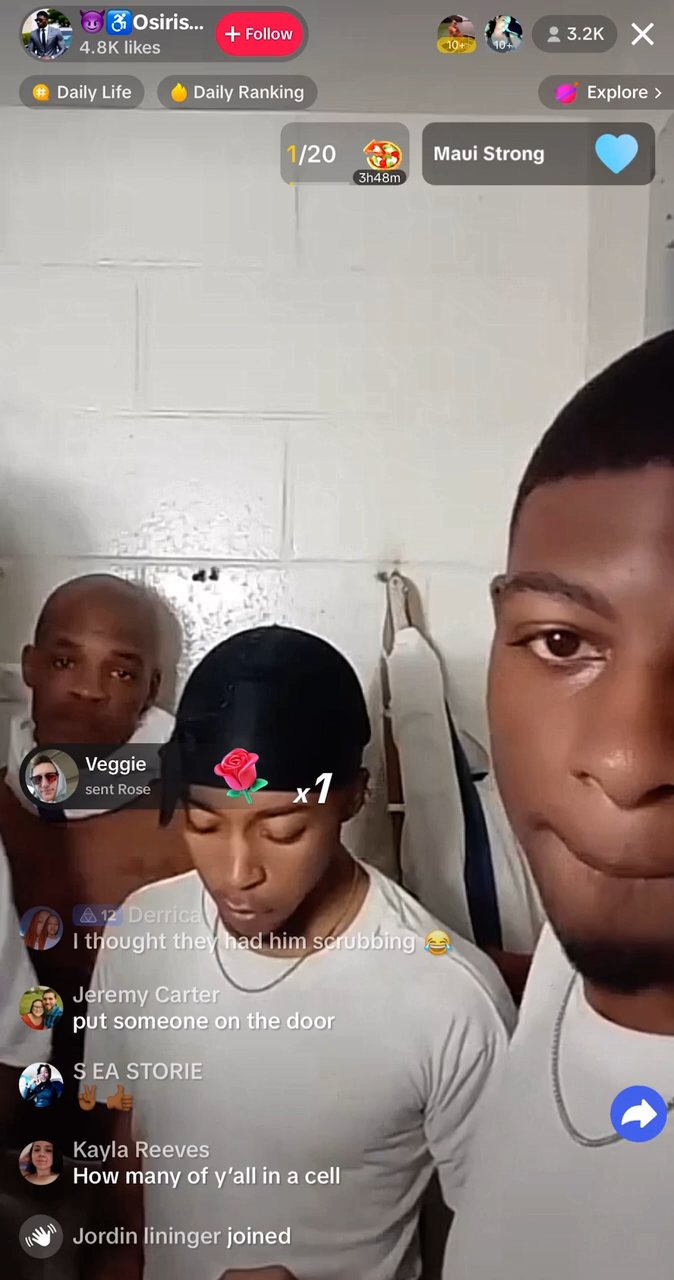 😈♿Osiris...
4.8K likes
+ Follow
10+
10+
3.2K
Daily Life
Daily Ranking
Explore >
1/20
3h48m
Maui Strong
Veggie
sent Rose
x1
12 Derrica
I thought they had him scrubbing 😂
Jeremy Carter
put someone on the door
S EA STORIE
✌🏾👍🏾
Kayla Reeves
How many of y’all in a cell
Jordin lininger joined